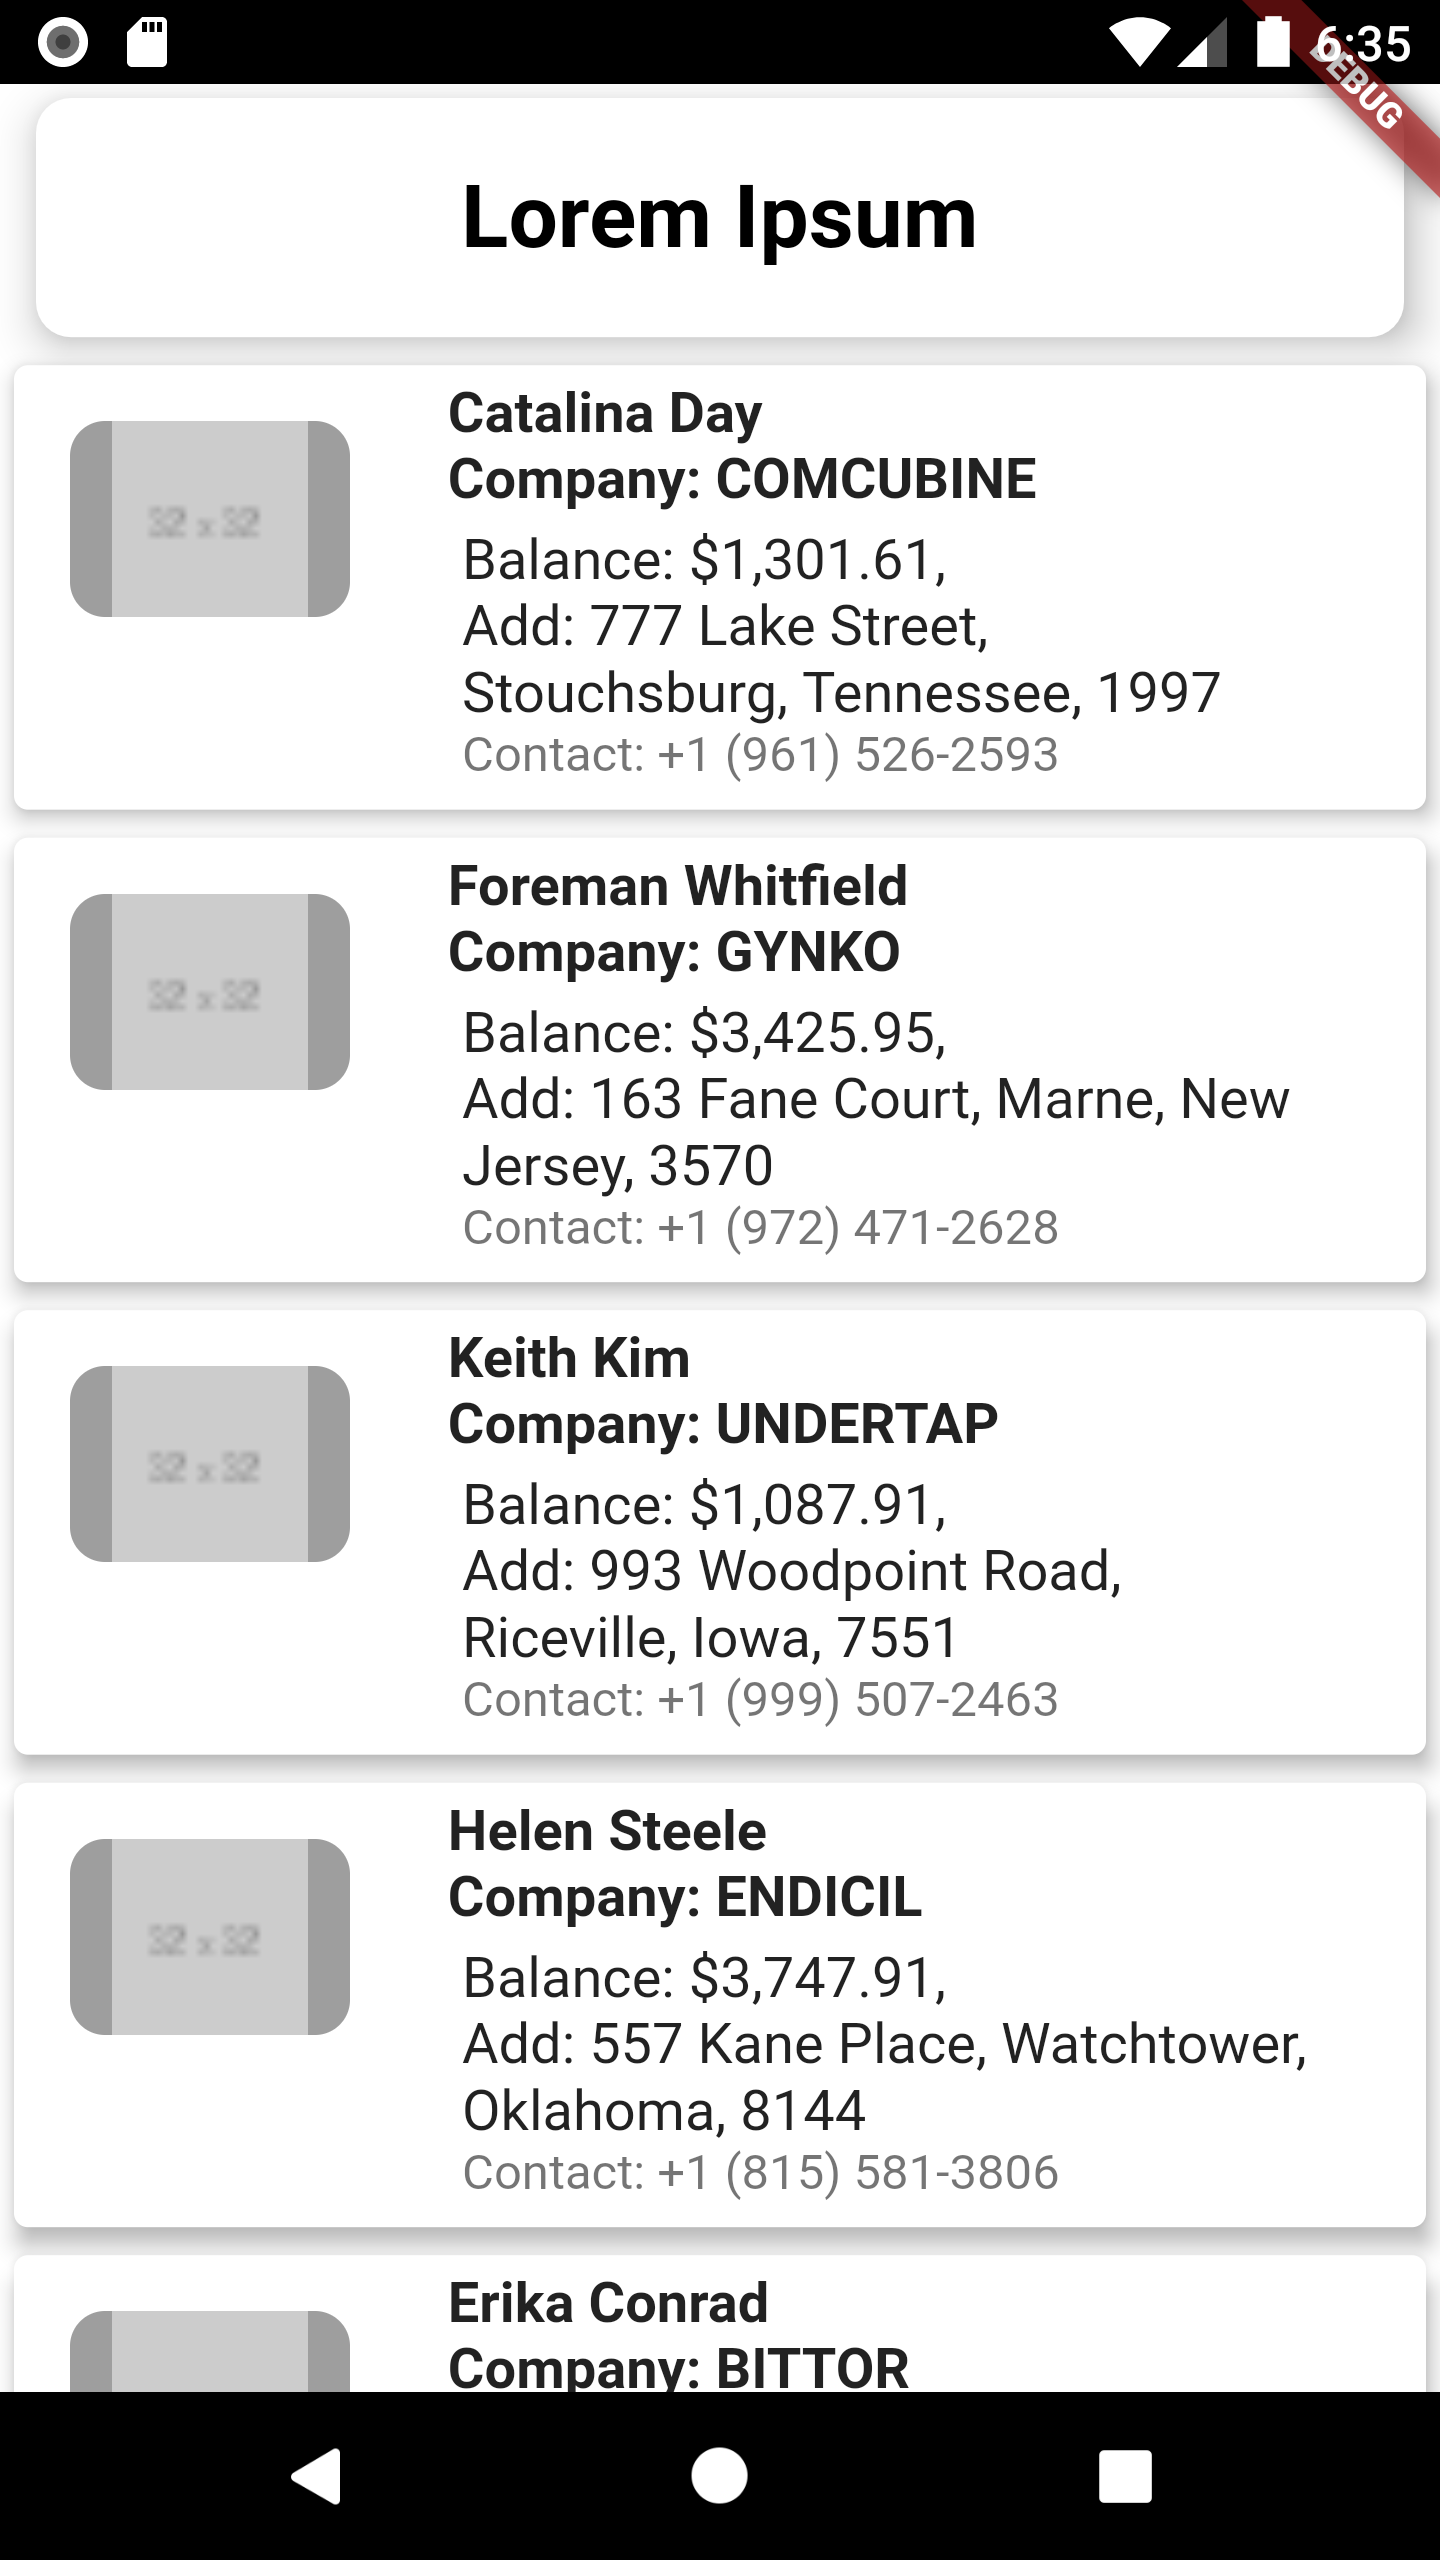 6:35
DEBUG
Lorem Ipsum
Catalina Day
Company: COMCUBINE
32 x 32
Balance: $1,301.61,
Add: 777 Lake Street,
Stouchsburg, Tennessee, 1997
Contact: +1 (961) 526-2593
Foreman Whitfield
Company: GYNKO
32 x 32
Balance: $3,425.95,
Add: 163 Fane Court, Marne, New
Jersey, 3570
Contact: +1 (972) 471-2628
Keith Kim
Company: UNDERTAP
32 x 32
Balance: $1,087.91,
Add: 993 Woodpoint Road,
Riceville, Iowa, 7551
Contact: +1 (999) 507-2463
Helen Steele
Company: ENDICIL
32 x 32
Balance: $3,747.91,
Add: 557 Kane Place, Watchtower,
Oklahoma, 8144
Contact: +1 (815) 581-3806
Erika Conrad
Company: BITTOR